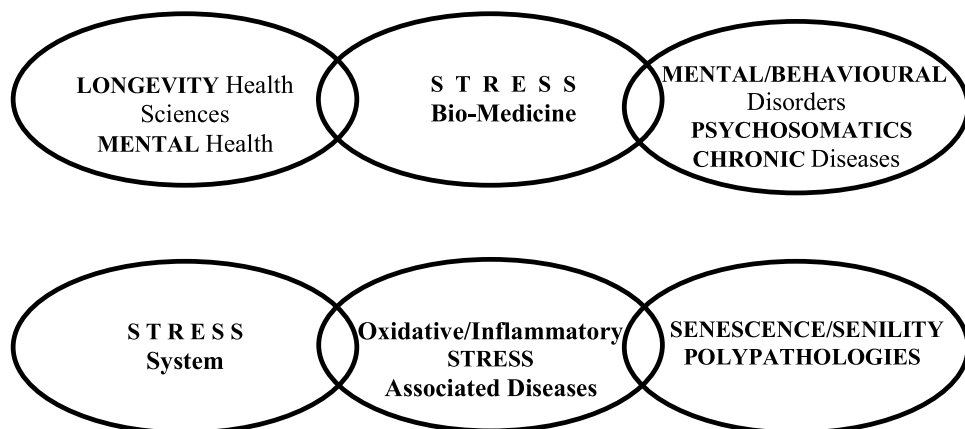 LONGEVITY Health
Sciences
MENTAL Health
S T R E S S
Bio-Medicine
MENTAL/BEHAVIOURAL
Disorders
PSYCHOSOMATICS
CHRONIC Diseases
S T R E S S
System
Oxidative/Inflammatory
STRESS
Associated Diseases
SENESCENCE/SENILITY
POLYPATHOLOGIES